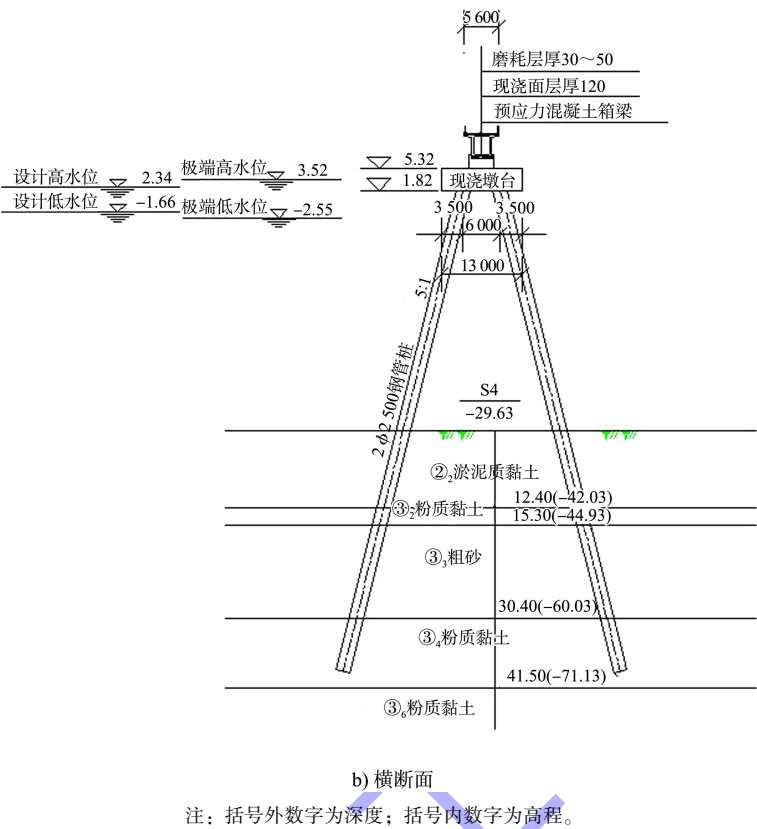 5 600
磨耗层厚30～50
现浇面层厚120
预应力混凝土箱梁
设计高水位 2.34
极端高水位 3.52
5.32
1.82
现浇墩台
设计低水位 -1.66
极端低水位 -2.55
3 500 3 500
6 000
13 000
5:1
2ϕ2 500钢管桩
S4
-29.63
②₂淤泥质黏土
12.40(-42.03)
③₂粉质黏土
15.30(-44.93)
③₃粗砂
30.40(-60.03)
③₄粉质黏土
41.50(-71.13)
③₆粉质黏土
b) 横断面
注：括号外数字为深度；括号内数字为高程。